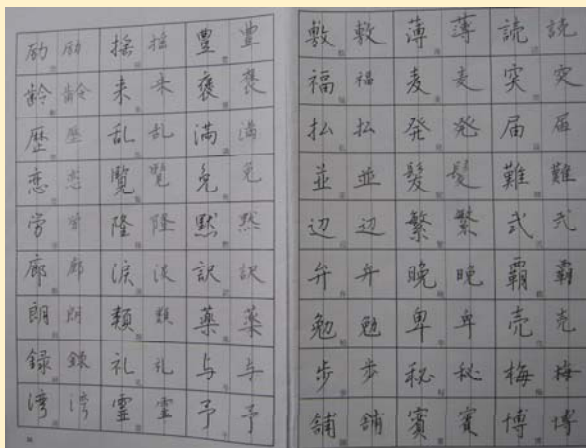 読突届難弐覇売梅博
読突届難弐覇売梅博
薄麦発髪繁晩卑秘賓
薄麦発髪繁晩卑秘賓
敷福払並辺弁勉歩舗
敷福払並辺弁勉歩舗
豊褒満免黙訳薬与予
豊褒満免黙訳薬与予
揺来乱覧隆涙類礼霊
揺来乱覧隆涙類礼霊
励齢歴恋労廊朗録湾
励齢歴恋労廊朗録湾